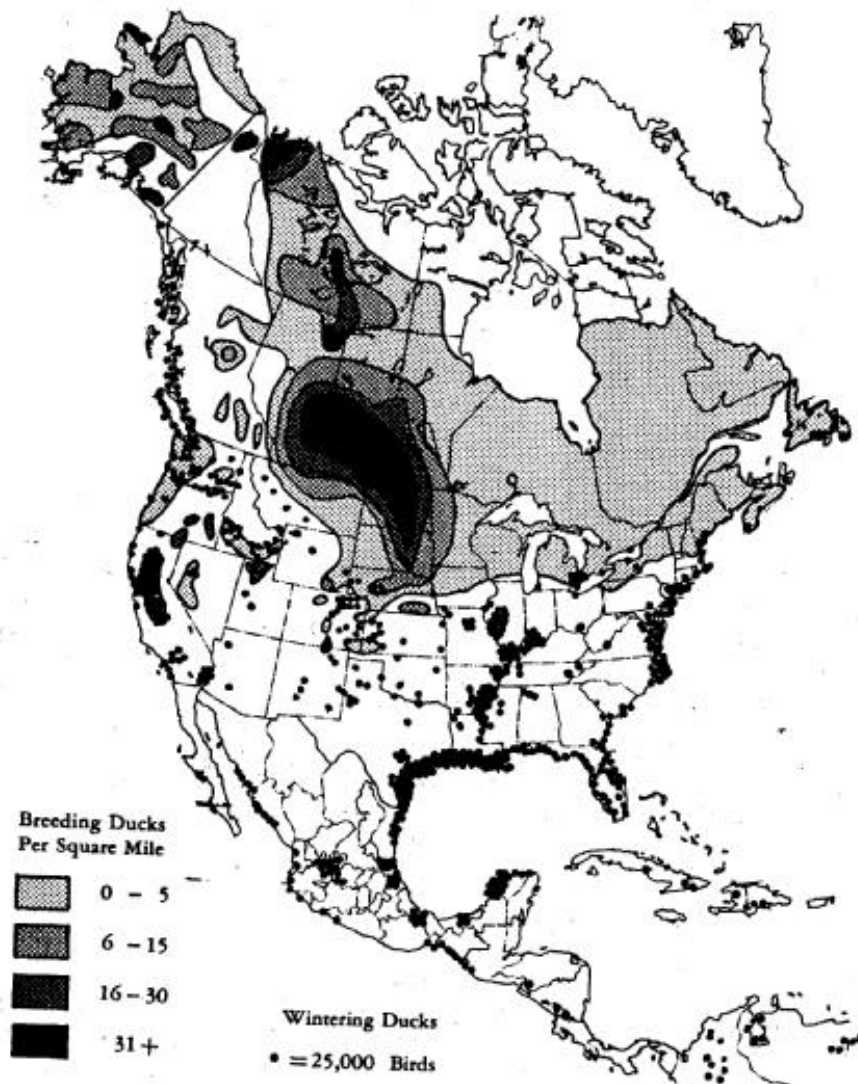 Breeding Ducks
Per Square Mile
0 - 5
6 - 15
16 - 30
31 +
Wintering Ducks
• = 25,000 Birds